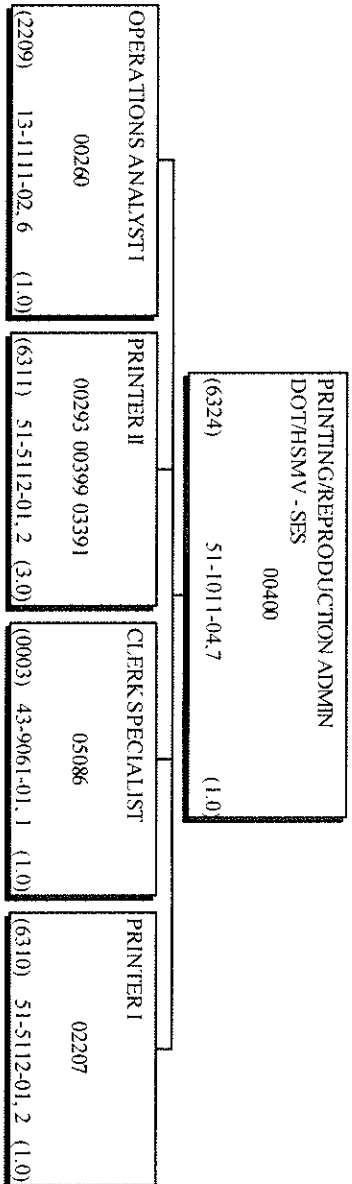 PRINTING/REPRODUCTION ADMIN
DOT/HSMV - SES
00400
(6324) 51-1011-04.7 (1.0)
OPERATIONS ANALYST I
00260
(2209) 13-1111-02, 6 (1.0)
PRINTER II
00293 00399 03391
(6311) 51-5112-01, 2 (3.0)
CLERK SPECIALIST
05086
(0003) 43-9061-01, 1 (1.0)
PRINTER I
02207
(6310) 51-5112-01, 2 (1.0)